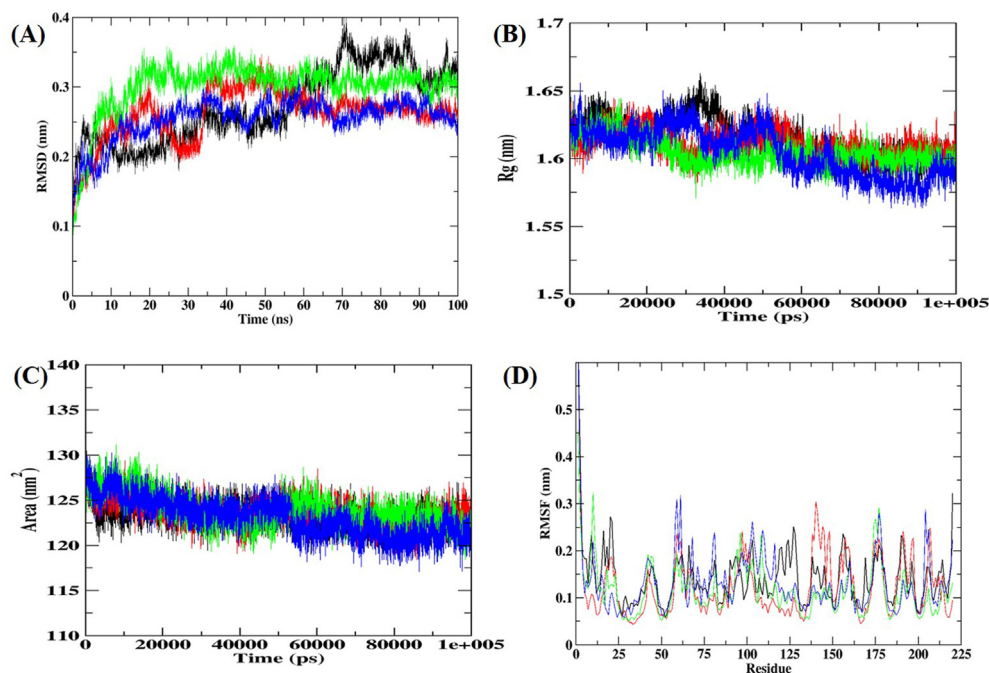 (A)
0.4
0.3
0.2
0.1
0
RMSD (nm)
0 10 20 30 40 50 60 70 80 90 100
Time (ns)
(B)
1.7
1.65
1.6
1.55
1.5
Rg (nm)
0 20000 40000 60000 80000 1e+005
Time (ps)
(C)
140
135
130
125
120
115
110
Area (nm²)
0 20000 40000 60000 80000 1e+005
Time (ps)
(D)
0.5
0.4
0.3
0.2
0.1
0
RMSF (nm)
0 25 50 75 100 125 150 175 200 225
Residue